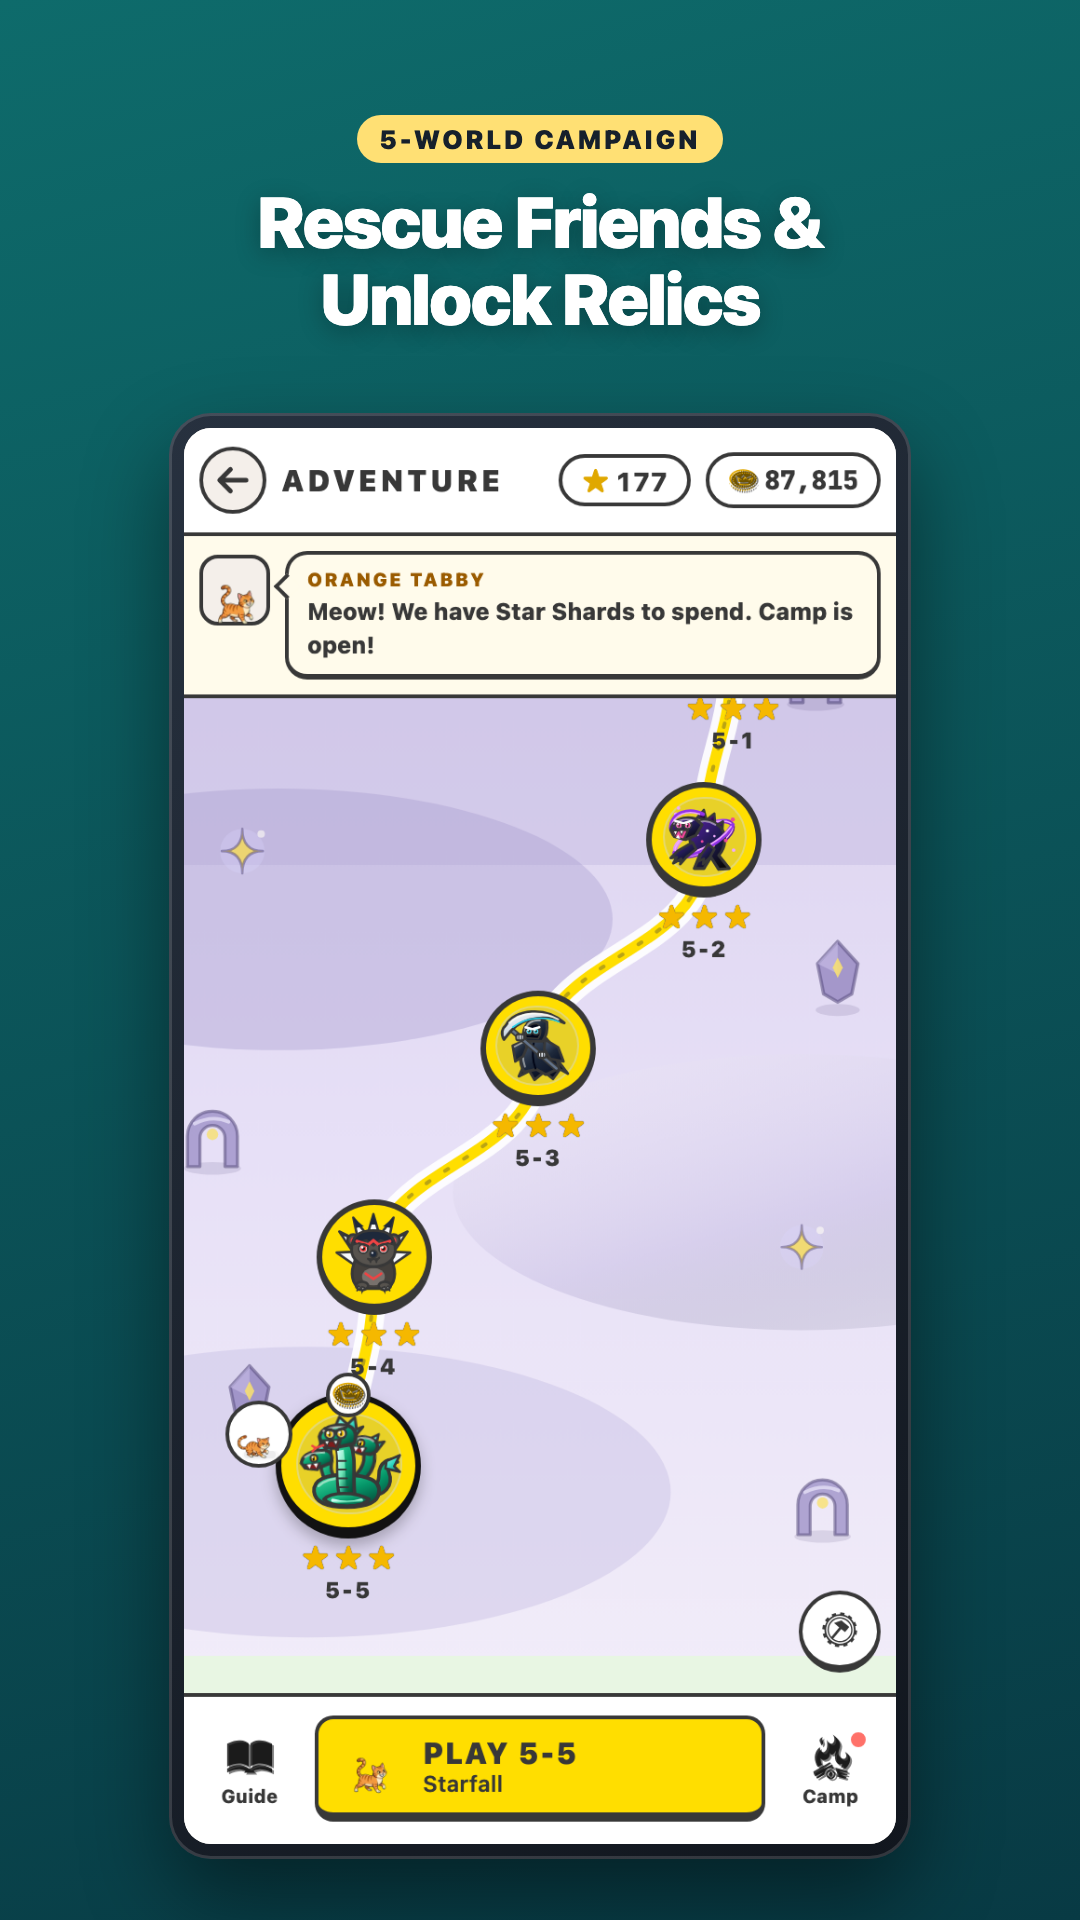 5-WORLD CAMPAIGN
Rescue Friends &
Unlock Relics
ADVENTURE
177
87,815
ORANGE TABBY
Meow! We have Star Shards to spend. Camp is
open!
5-1
5-2
5-3
5-4
5-5
PLAY 5-5
Starfall
Guide
Camp